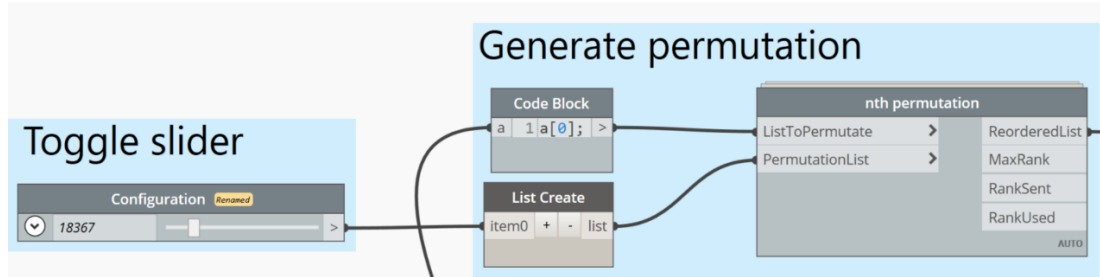 Generate permutation
Toggle slider
Configuration Renamed
18367 >
Code Block
a 1 a[0]; >
List Create
item0 + - list
nth permutation
ListToPermutate > ReorderedList
PermutationList > MaxRank
RankSent
RankUsed
AUTO